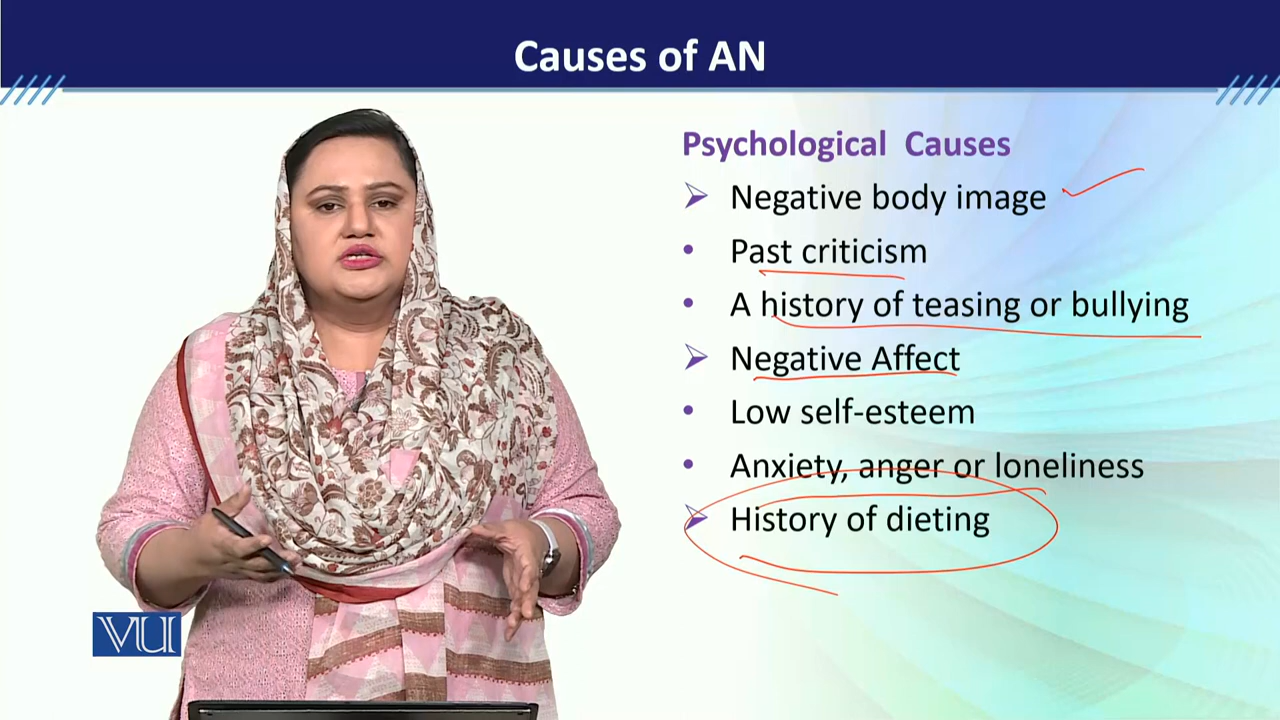 Causes of AN
Psychological Causes
➢ Negative body image
• Past criticism
• A history of teasing or bullying
➢ Negative Affect
• Low self-esteem
• Anxiety, anger or loneliness
➢ History of dieting
VU